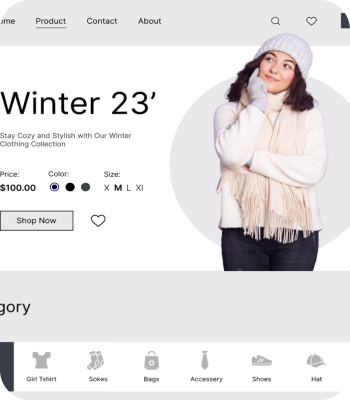 ome Product Contact About
Winter 23’
Stay Cozy and Stylish with Our Winter
Clothing Collection
Price: Color: Size:
$100.00 X M L Xl
Shop Now
gory
Girl Tshirt Sokes Bags Accessery Shoes Hat